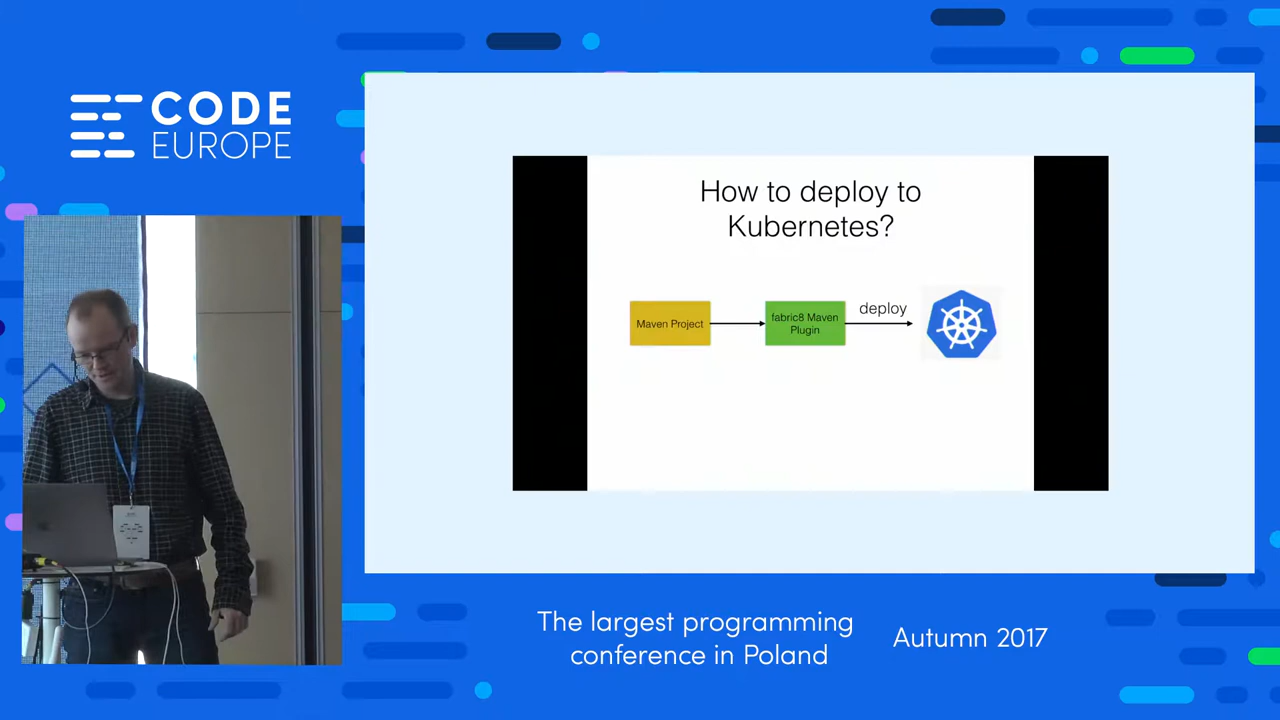 CODE
EUROPE
How to deploy to
Kubernetes?
Maven Project
fabric8 Maven
Plugin
deploy
The largest programming
conference in Poland
Autumn 2017